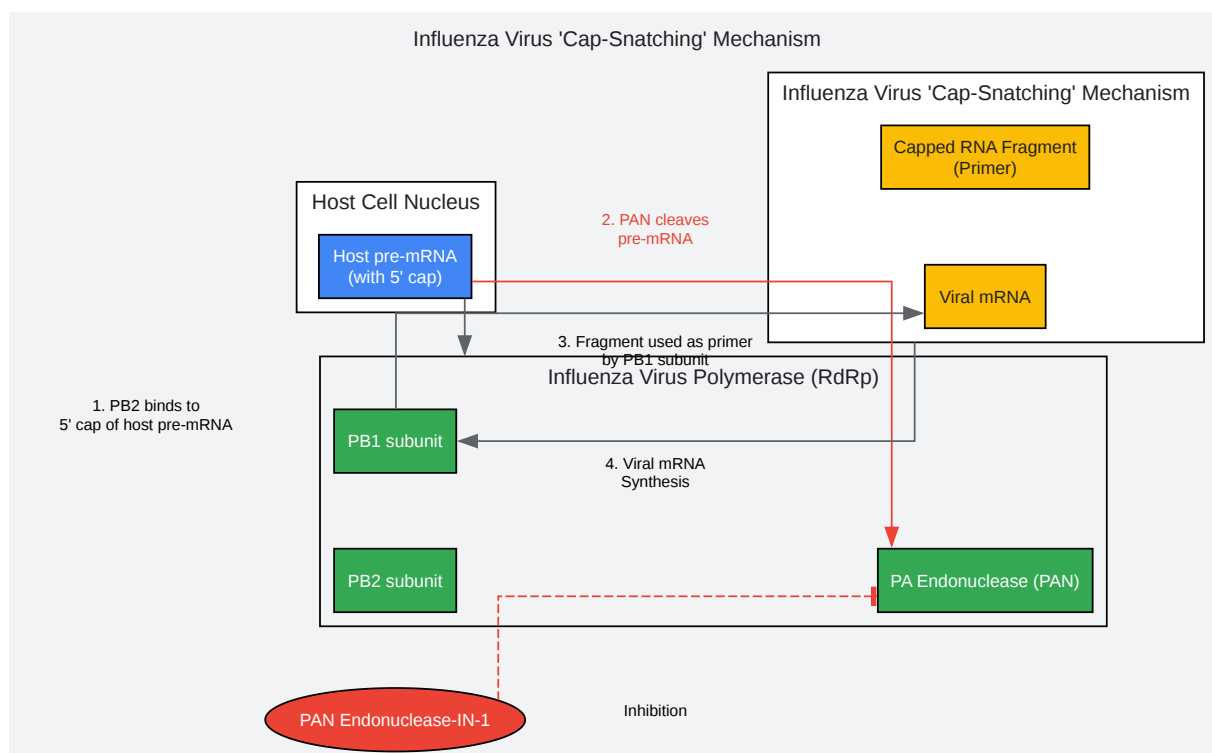 Influenza Virus 'Cap-Snatching' Mechanism
Influenza Virus 'Cap-Snatching' Mechanism
Capped RNA Fragment
(Primer)
Host Cell Nucleus
Host pre-mRNA
(with 5' cap)
2. PAN cleaves
pre-mRNA
Viral mRNA
3. Fragment used as primer
by PB1 subunit
Influenza Virus Polymerase (RdRp)
1. PB2 binds to
5' cap of host pre-mRNA
PB1 subunit
4. Viral mRNA
Synthesis
PB2 subunit
PA Endonuclease (PAN)
PAN Endonuclease-IN-1
Inhibition